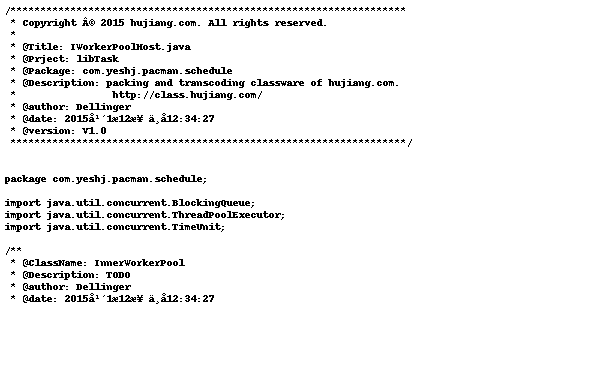 /******************************************************************
 * Copyright Â© 2015 hujiang.com. All rights reserved.
 *
 * @Title: IWorkerPoolHost.java
 * @Prject: libTask
 * @Package: com.yeshj.pacman.schedule
 * @Description: packing and transcoding classware of hujiang.com.
 *                http://class.hujiang.com/
 * @author: Dellinger
 * @date: 2015å¹´1æ12æ¥ ä¸å12:34:27
 * @version: V1.0
 ******************************************************************/
package com.yeshj.pacman.schedule;
import java.util.concurrent.BlockingQueue;
import java.util.concurrent.ThreadPoolExecutor;
import java.util.concurrent.TimeUnit;
/**
 * @ClassName: InnerWorkerPool
 * @Description: TODO
 * @author: Dellinger
 * @date: 2015å¹´1æ12æ¥ ä¸å12:34:27